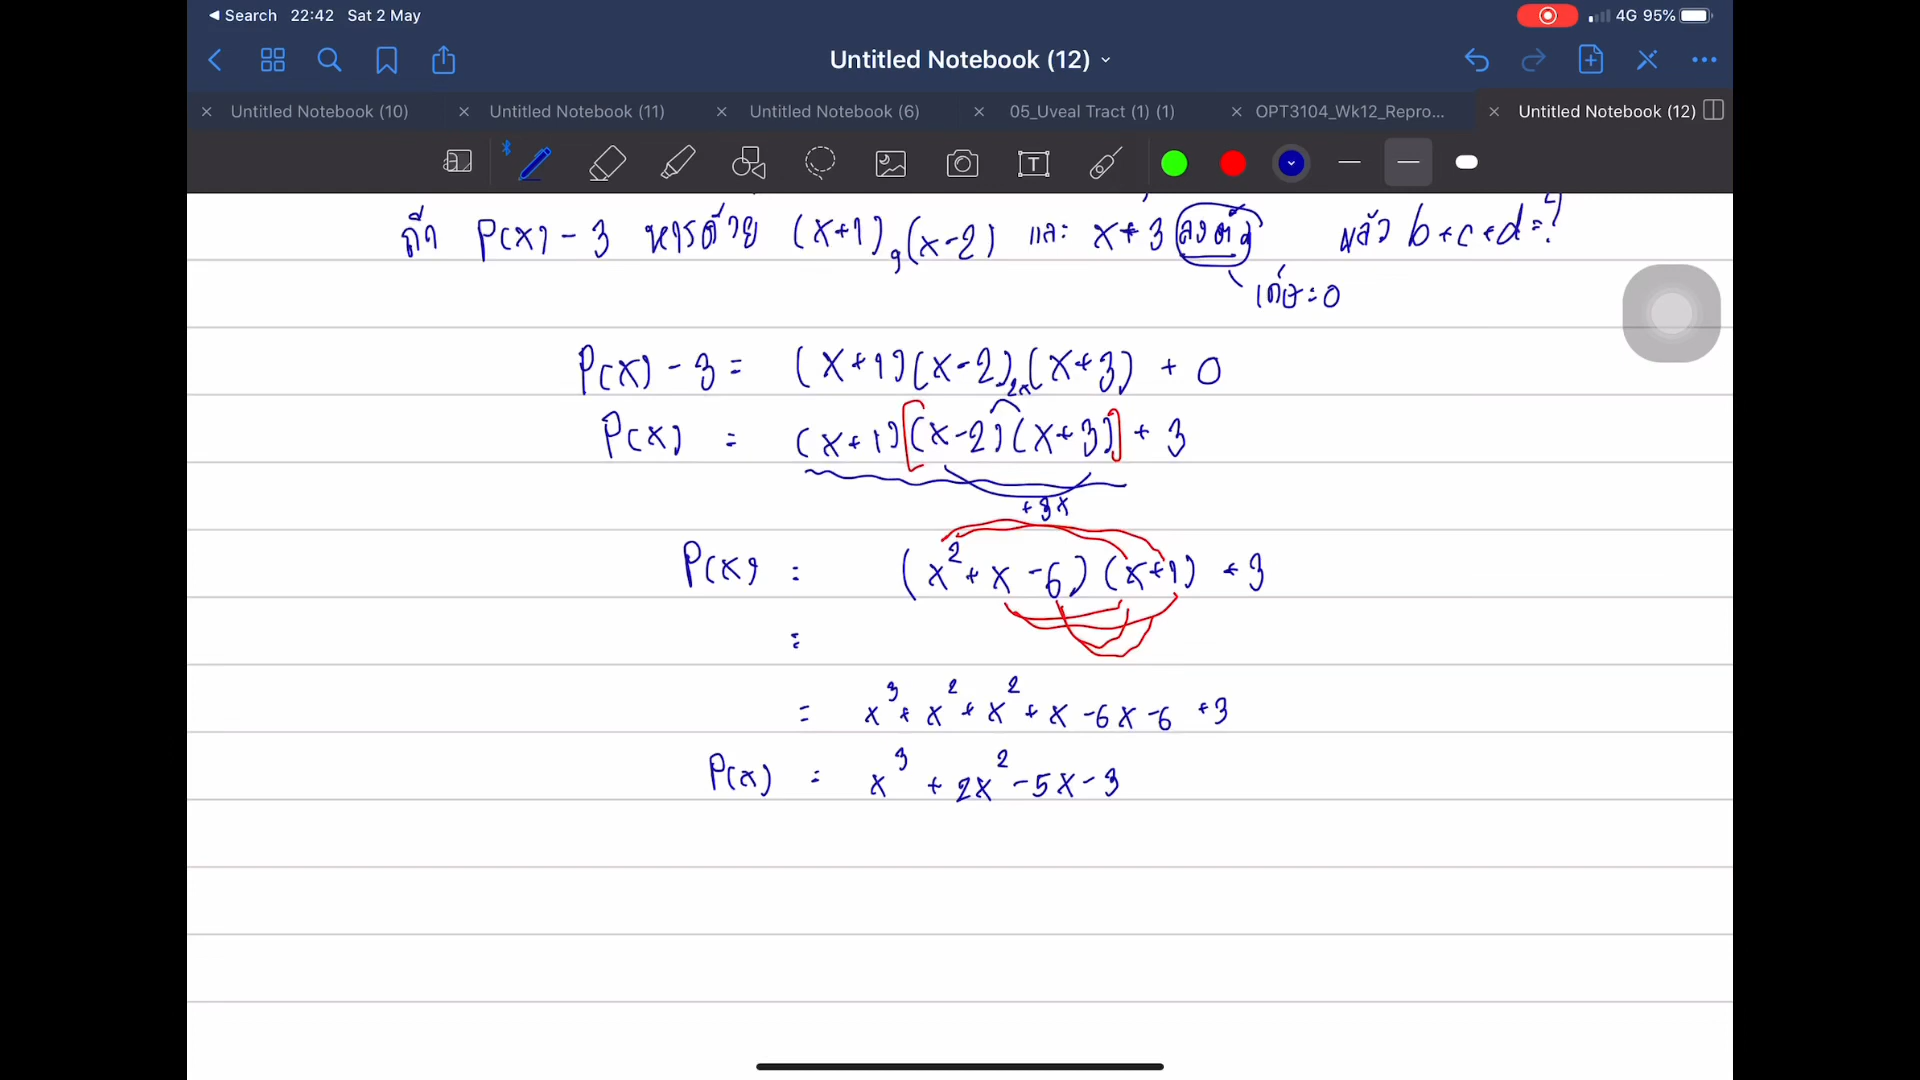 Search 22:42 Sat 2 May 4G 95%
Untitled Notebook (12)
Untitled Notebook (10) Untitled Notebook (11) Untitled Notebook (6) 05_Uveal Tract (1) (1) OPT3104_Wk12_Repro... Untitled Notebook (12)
T
ถ้า P(x) - 3 หารด้วย (x+1), (x-2) และ x+3 ลงตัว แล้ว b+c+d=?
เศษ=0
P(x) - 3 = (x+1)(x-2)(x+3) + 0
2x
P(x) = (x+1)[(x-2)(x+3)] + 3
+3x
P(x) = (x²+x-6)(x+1) +3
=
= x³+x²+x²+x-6x-6 +3
P(x) = x³+2x²-5x-3